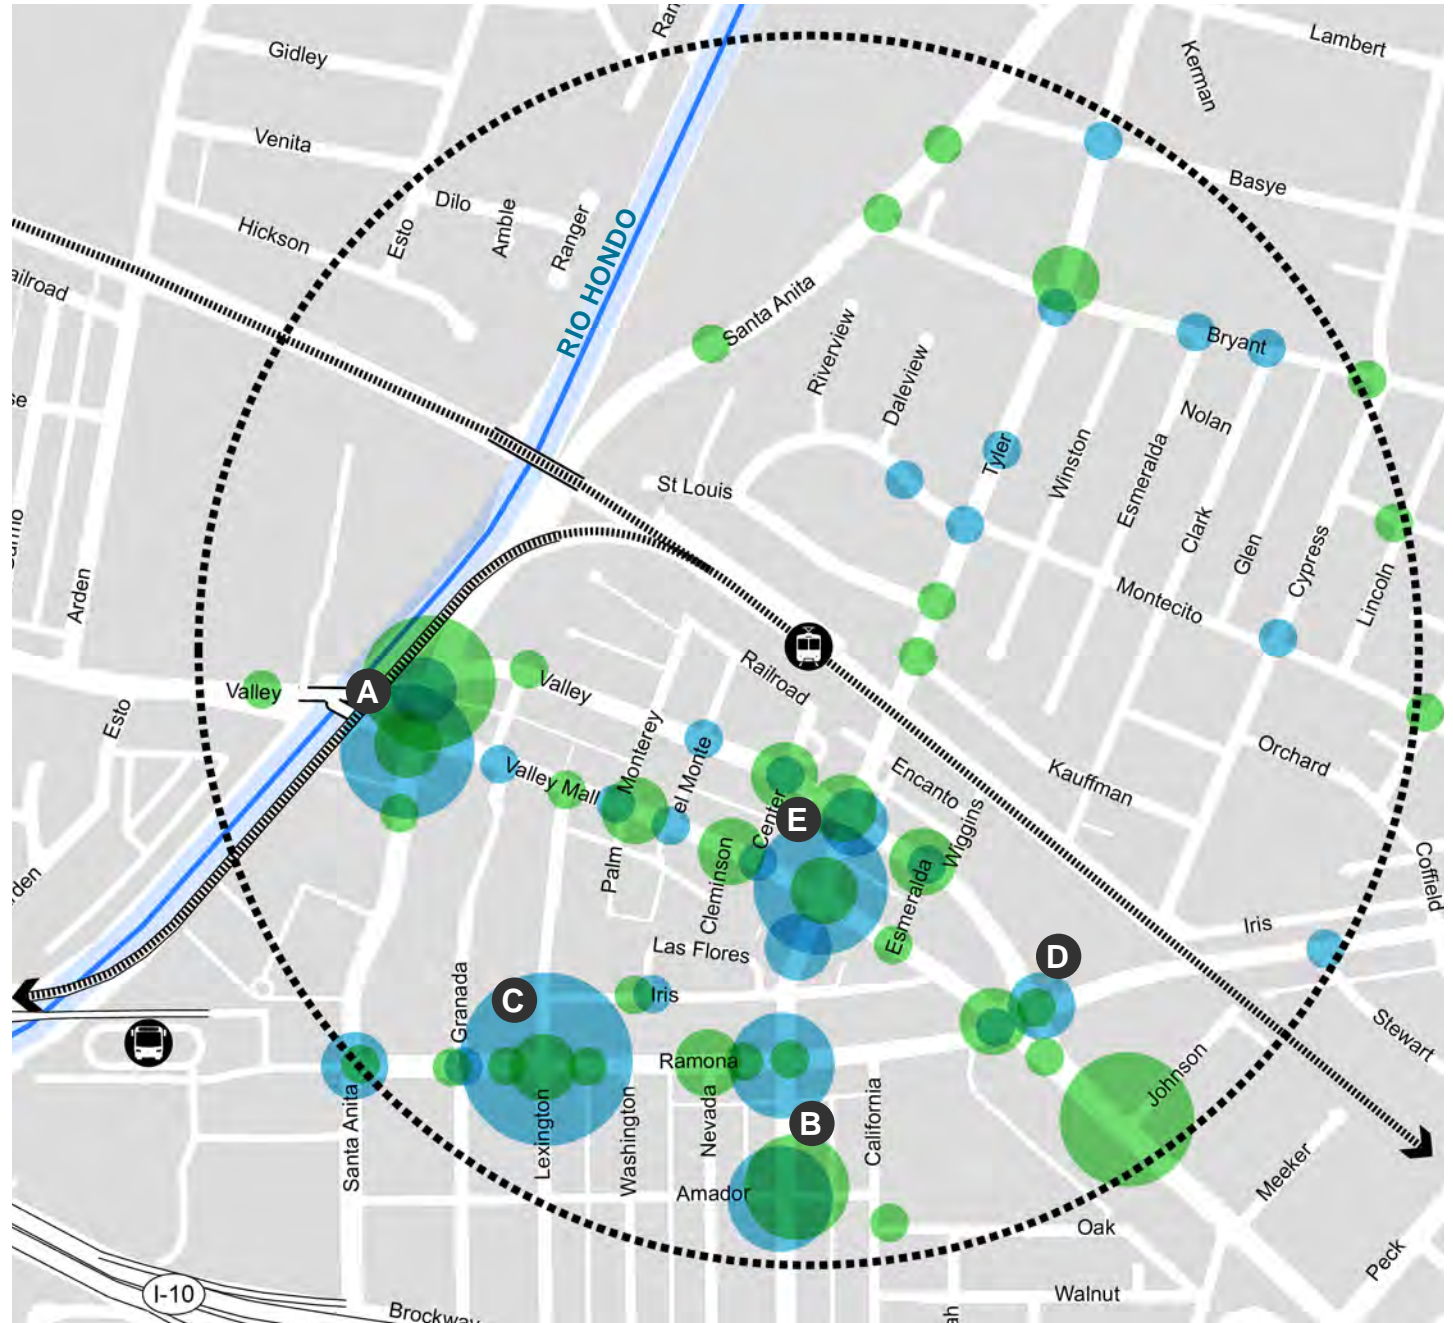 Lambert
Kerman
Gidley
Venita
Basye
Dilo
Amble
Ranger
Esto
Hickson
RIO HONDO
Santa Anita
Riverview
Daleview
Bryant
Nolan
Tyler
Winston
Esmeralda
Clark
Glen
Cypress
Lincoln
St Louis
Montecito
Arden
Valley
A
Valley
Railroad
Esto
Monterey
el Monte
Valley Mall
Orchard
Kauffman
Encanto
Wiggins
Center
E
Palm
Cleminson
Esmeralda
Coffield
Iris
Las Flores
D
Granada
C
Iris
Stewart
Ramona
Johnson
Santa Anita
Lexington
Washington
Nevada
B
California
Amador
Meeker
Oak
Peck
I-10
Walnut
Brockway